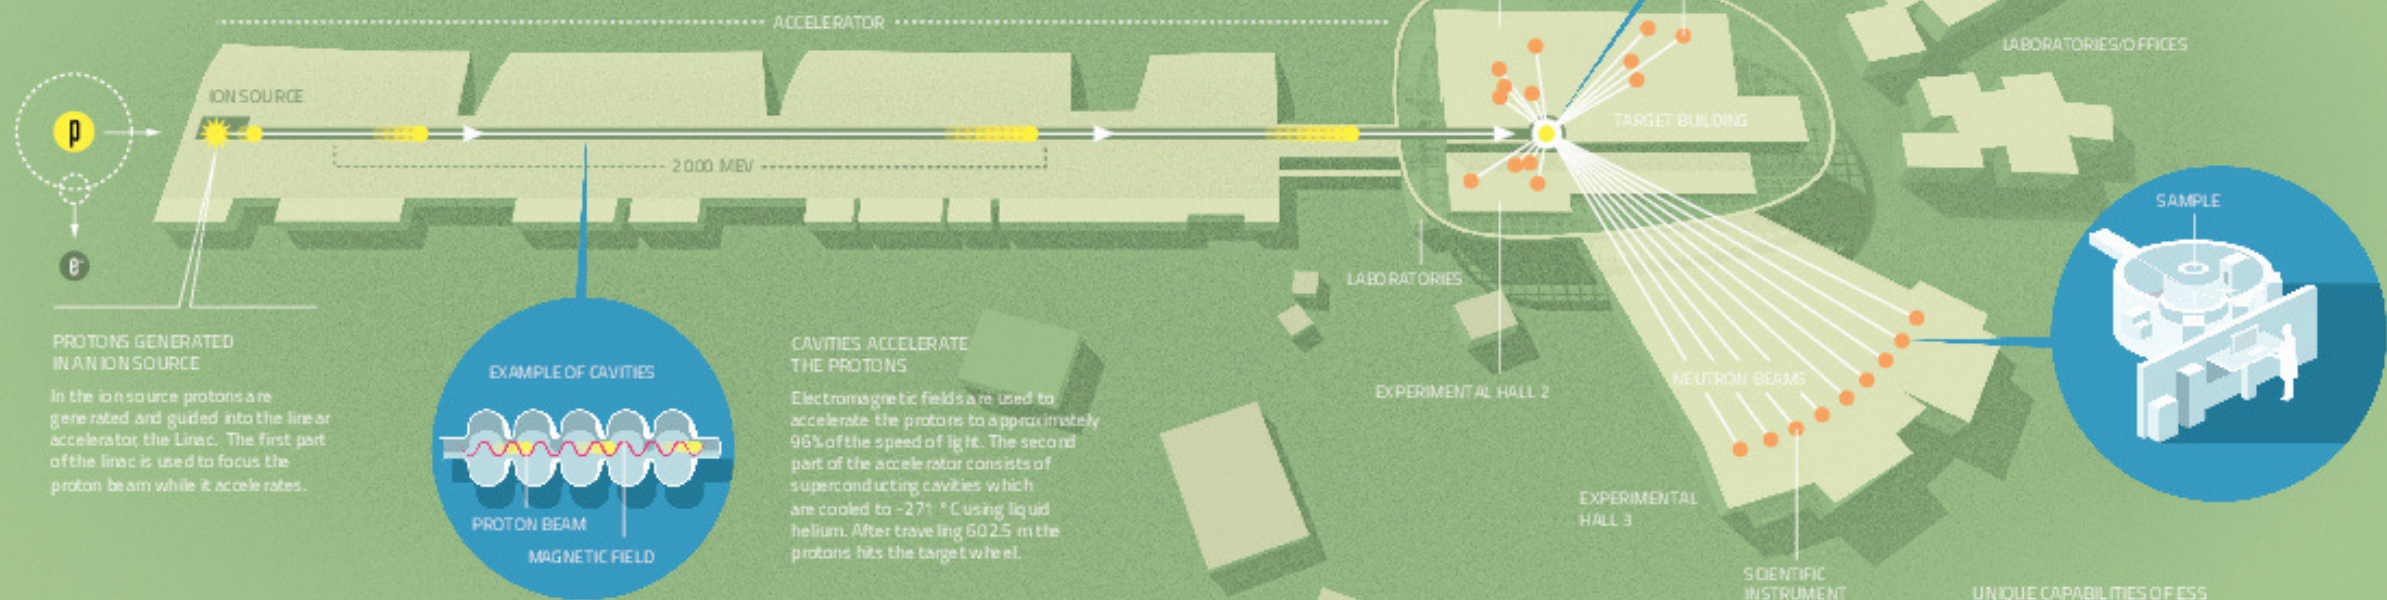 ACCELERATOR
LABORATORIES/OFFICES
ION SOURCE
p
TARGET BUILDING
2000 MEV
SAMPLE
e-
LABORATORIES
PROTONS GENERATED
IN AN ION SOURCE
In the ion source protons are
generated and guided into the linear
accelerator, the Linac. The first part
of the linac is used to focus the
proton beam while it accelerates.
EXAMPLE OF CAVITIES
PROTON BEAM
MAGNETIC FIELD
CAVITIES ACCELERATE
THE PROTONS
Electromagnetic fields are used to
accelerate the protons to approximately
96% of the speed of light. The second
part of the accelerator consists of
superconducting cavities which
are cooled to -271 °C using liquid
helium. After traveling 602.5 m the
protons hits the target wheel.
EXPERIMENTAL HALL 2
NEUTRON BEAMS
EXPERIMENTAL
HALL 3
SCIENTIFIC
INSTRUMENT
UNIQUE CAPABILITIES OF ESS